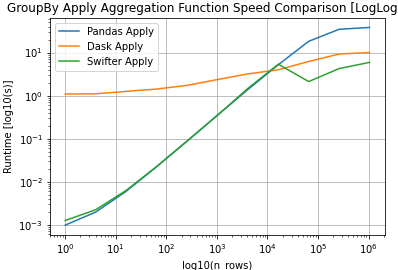 GroupBy Apply Aggregation Function Speed Comparison [LogLog
Pandas Apply
Dask Apply
Swifter Apply
Runtime [log10(s)]
10¹
10⁰
10⁻¹
10⁻²
10⁻³
10⁰ 10¹ 10² 10³ 10⁴ 10⁵ 10⁶
log10(n_rows)